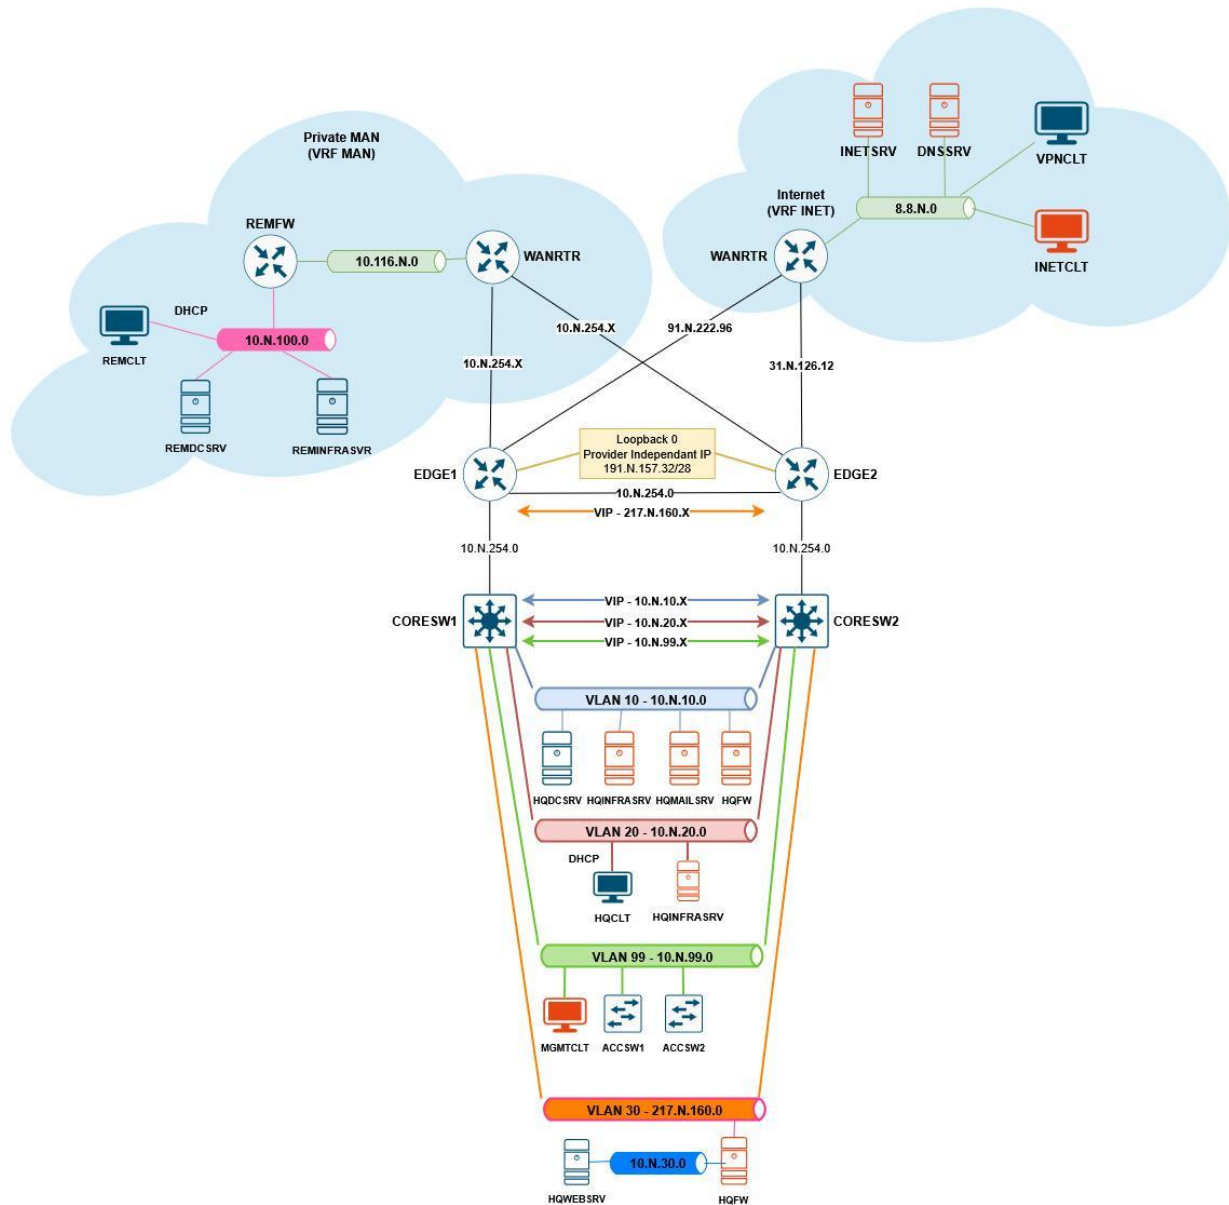 Private MAN
(VRF MAN)
REMFW
10.116.N.0
WANRTR
DHCP
10.N.100.0
REMCLT
REMDCSRV
REMINFRASVR
INETSRV
DNSSRV
VPNCLT
Internet
(VRF INET)
8.8.N.0
WANRTR
INETCLT
10.N.254.X
91.N.222.96
10.N.254.X
31.N.126.12
Loopback 0
Provider Independant IP
191.N.157.32/28
EDGE1
EDGE2
10.N.254.0
VIP - 217.N.160.X
10.N.254.0
10.N.254.0
CORESW1
VIP - 10.N.10.X
VIP - 10.N.20.X
VIP - 10.N.99.X
CORESW2
VLAN 10 - 10.N.10.0
HQDCSRV
HQINFRASRV
HQMAILSRV
HQFW
VLAN 20 - 10.N.20.0
DHCP
HQCLT
HQINFRASRV
VLAN 99 - 10.N.99.0
MGMTCLT
ACCSW1
ACCSW2
VLAN 30 - 217.N.160.0
10.N.30.0
HQWEBSRV
HQFW